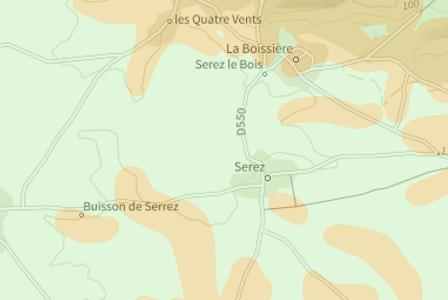 100
les Quatre Vents
La Boissière
Serez le Bois
D550
Serez
Buisson de Serrez